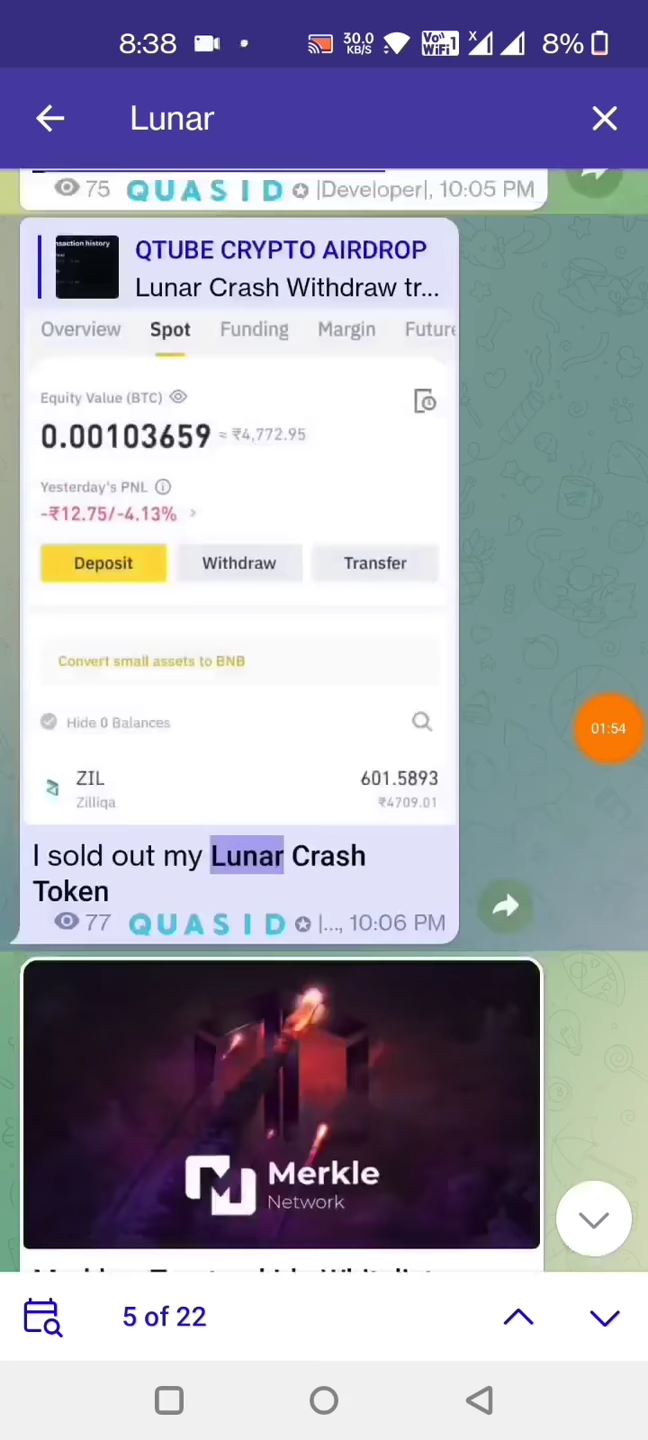 8:38 30.0 KB/S Vo WiFi 1 X 8%
Lunar
75 QUASID |Developer|, 10:05 PM
QTUBE CRYPTO AIRDROP
Lunar Crash Withdraw tr...
Overview Spot Funding Margin Future
Equity Value (BTC)
0.00103659 ≈ ₹4,772.95
Yesterday's PNL
-₹12.75/-4.13%
Deposit Withdraw Transfer
Convert small assets to BNB
Hide 0 Balances
ZIL 601.5893
Zilliqa ₹4709.01
I sold out my Lunar Crash
Token
77 QUASID |..., 10:06 PM
01:54
Merkle
Network
5 of 22